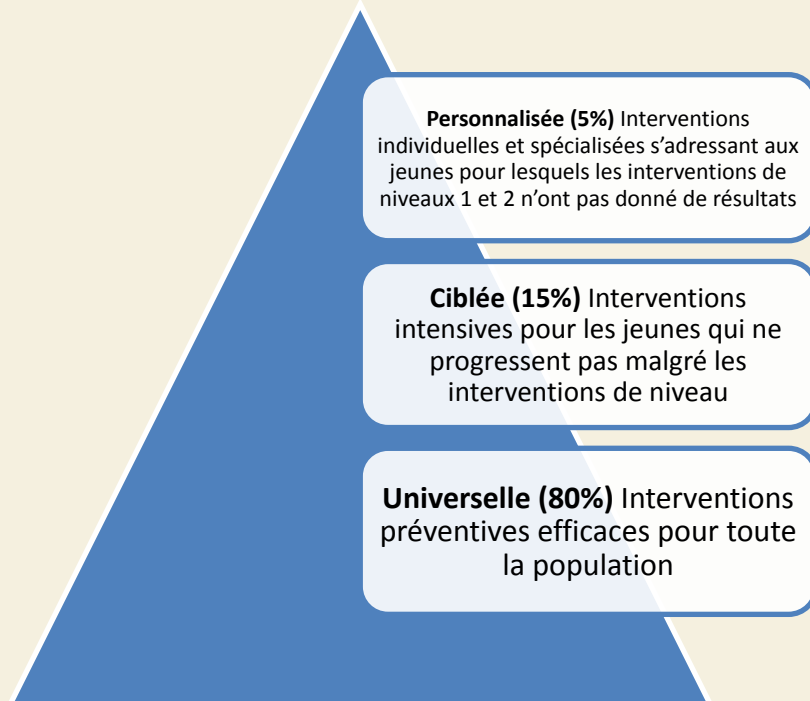 Personnalisée (5%) Interventions
individuelles et spécialisées s’adressant aux
jeunes pour lesquels les interventions de
niveaux 1 et 2 n’ont pas donné de résultats
Ciblée (15%) Interventions
intensives pour les jeunes qui ne
progressent pas malgré les
interventions de niveau
Universelle (80%) Interventions
préventives efficaces pour toute
la population